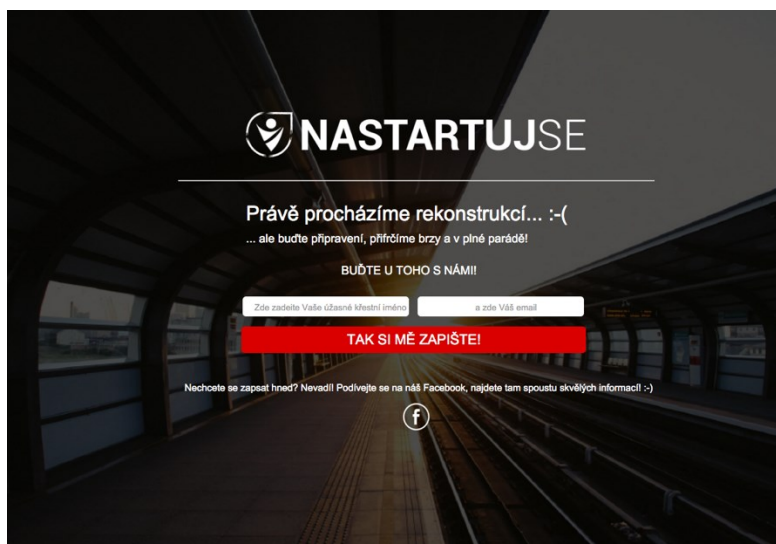 NASTARTUJSE
Právě procházíme rekonstrukcí... :-(
... ale buďte připravení, přifrčíme brzy a v plné parádě!
BUĎTE U TOHO S NÁMI!
Zde zadejte Vaše úžasné křestní iméno a zde Váš email
TAK SI MĚ ZAPIŠTE!
Nechcete se zapsat hned? Nevadí! Podívejte se na náš Facebook, najdete tam spoustu skvělých informací! :-)
f